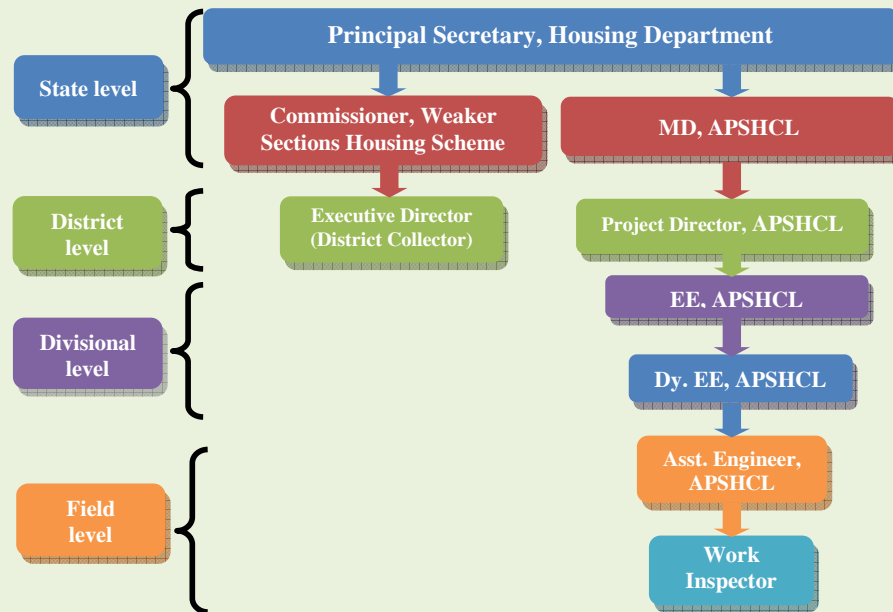 Principal Secretary, Housing Department
State level
Commissioner, Weaker
Sections Housing Scheme
MD, APSHCL
District
level
Executive Director
(District Collector)
Project Director, APSHCL
Divisional
level
EE, APSHCL
Dy. EE, APSHCL
Field
level
Asst. Engineer,
APSHCL
Work
Inspector